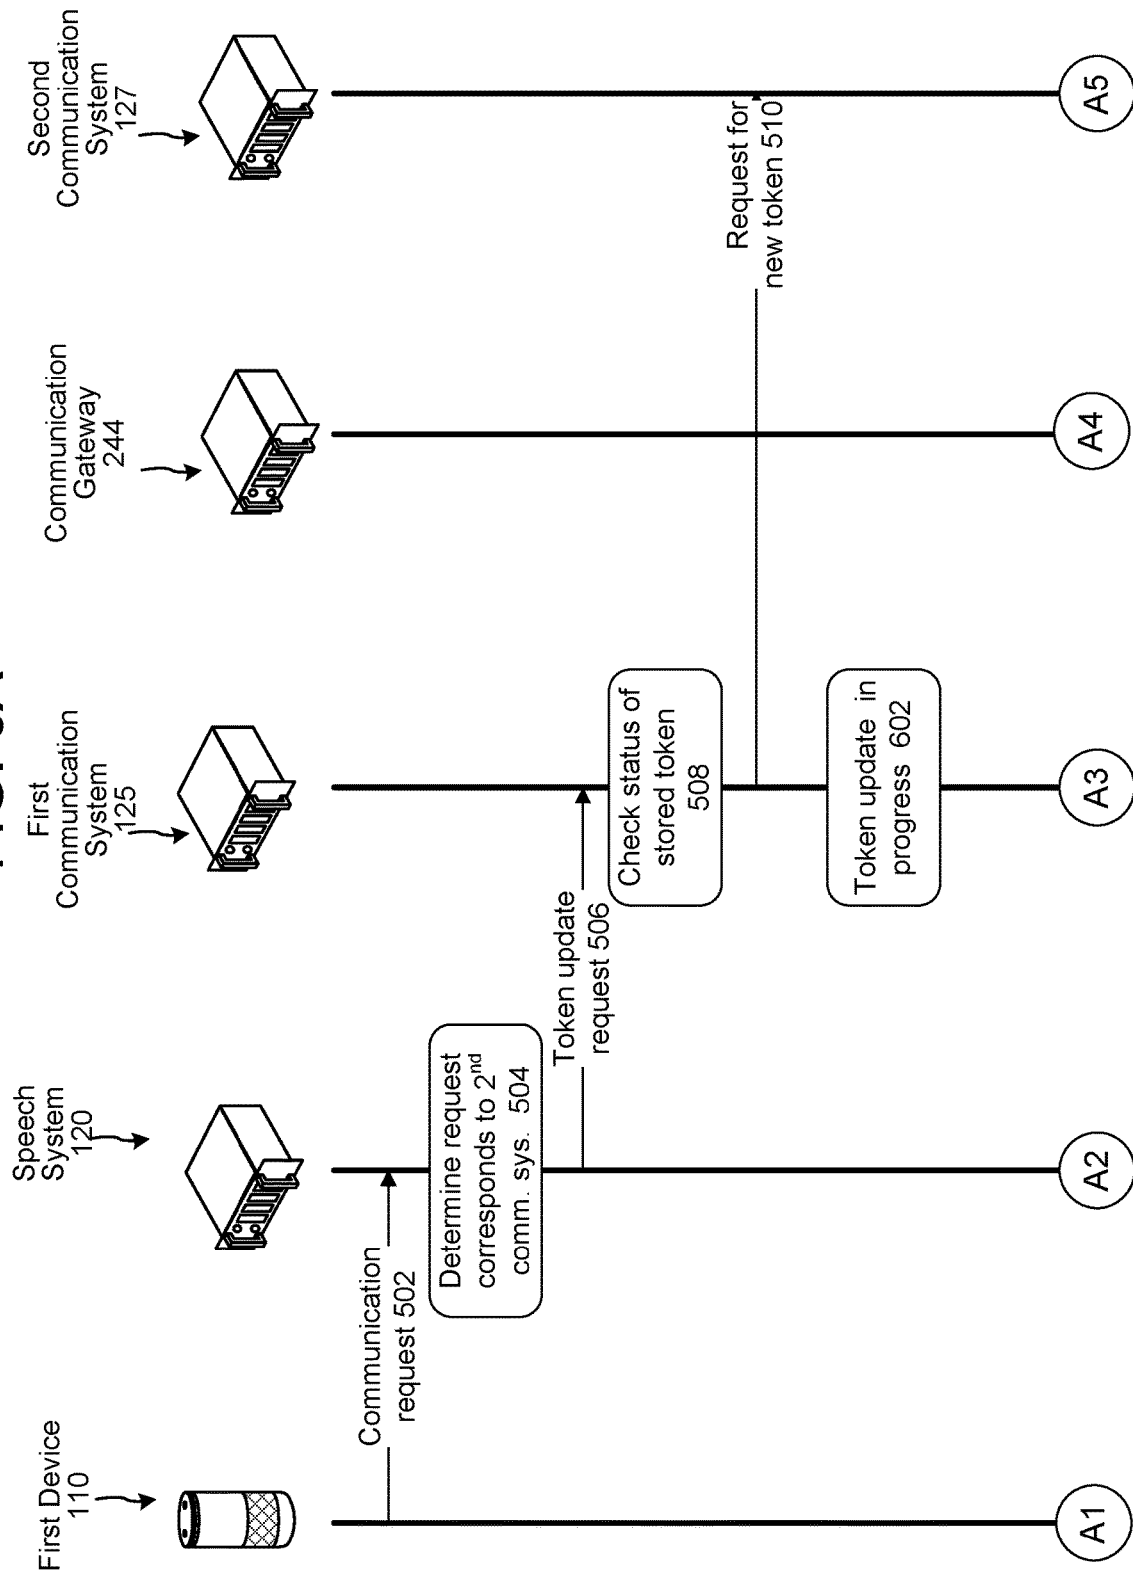 First Device
110
Speech
System
120
First
Communication
System
125
Communication
Gateway
244
Second
Communication
System
127
Communication
request 502
Determine request
corresponds to 2nd
comm. sys. 504
Token update
request 506
Check status of
stored token
508
Request for
new token 510
Token update in
progress 602
A1
A2
A3
A4
A5